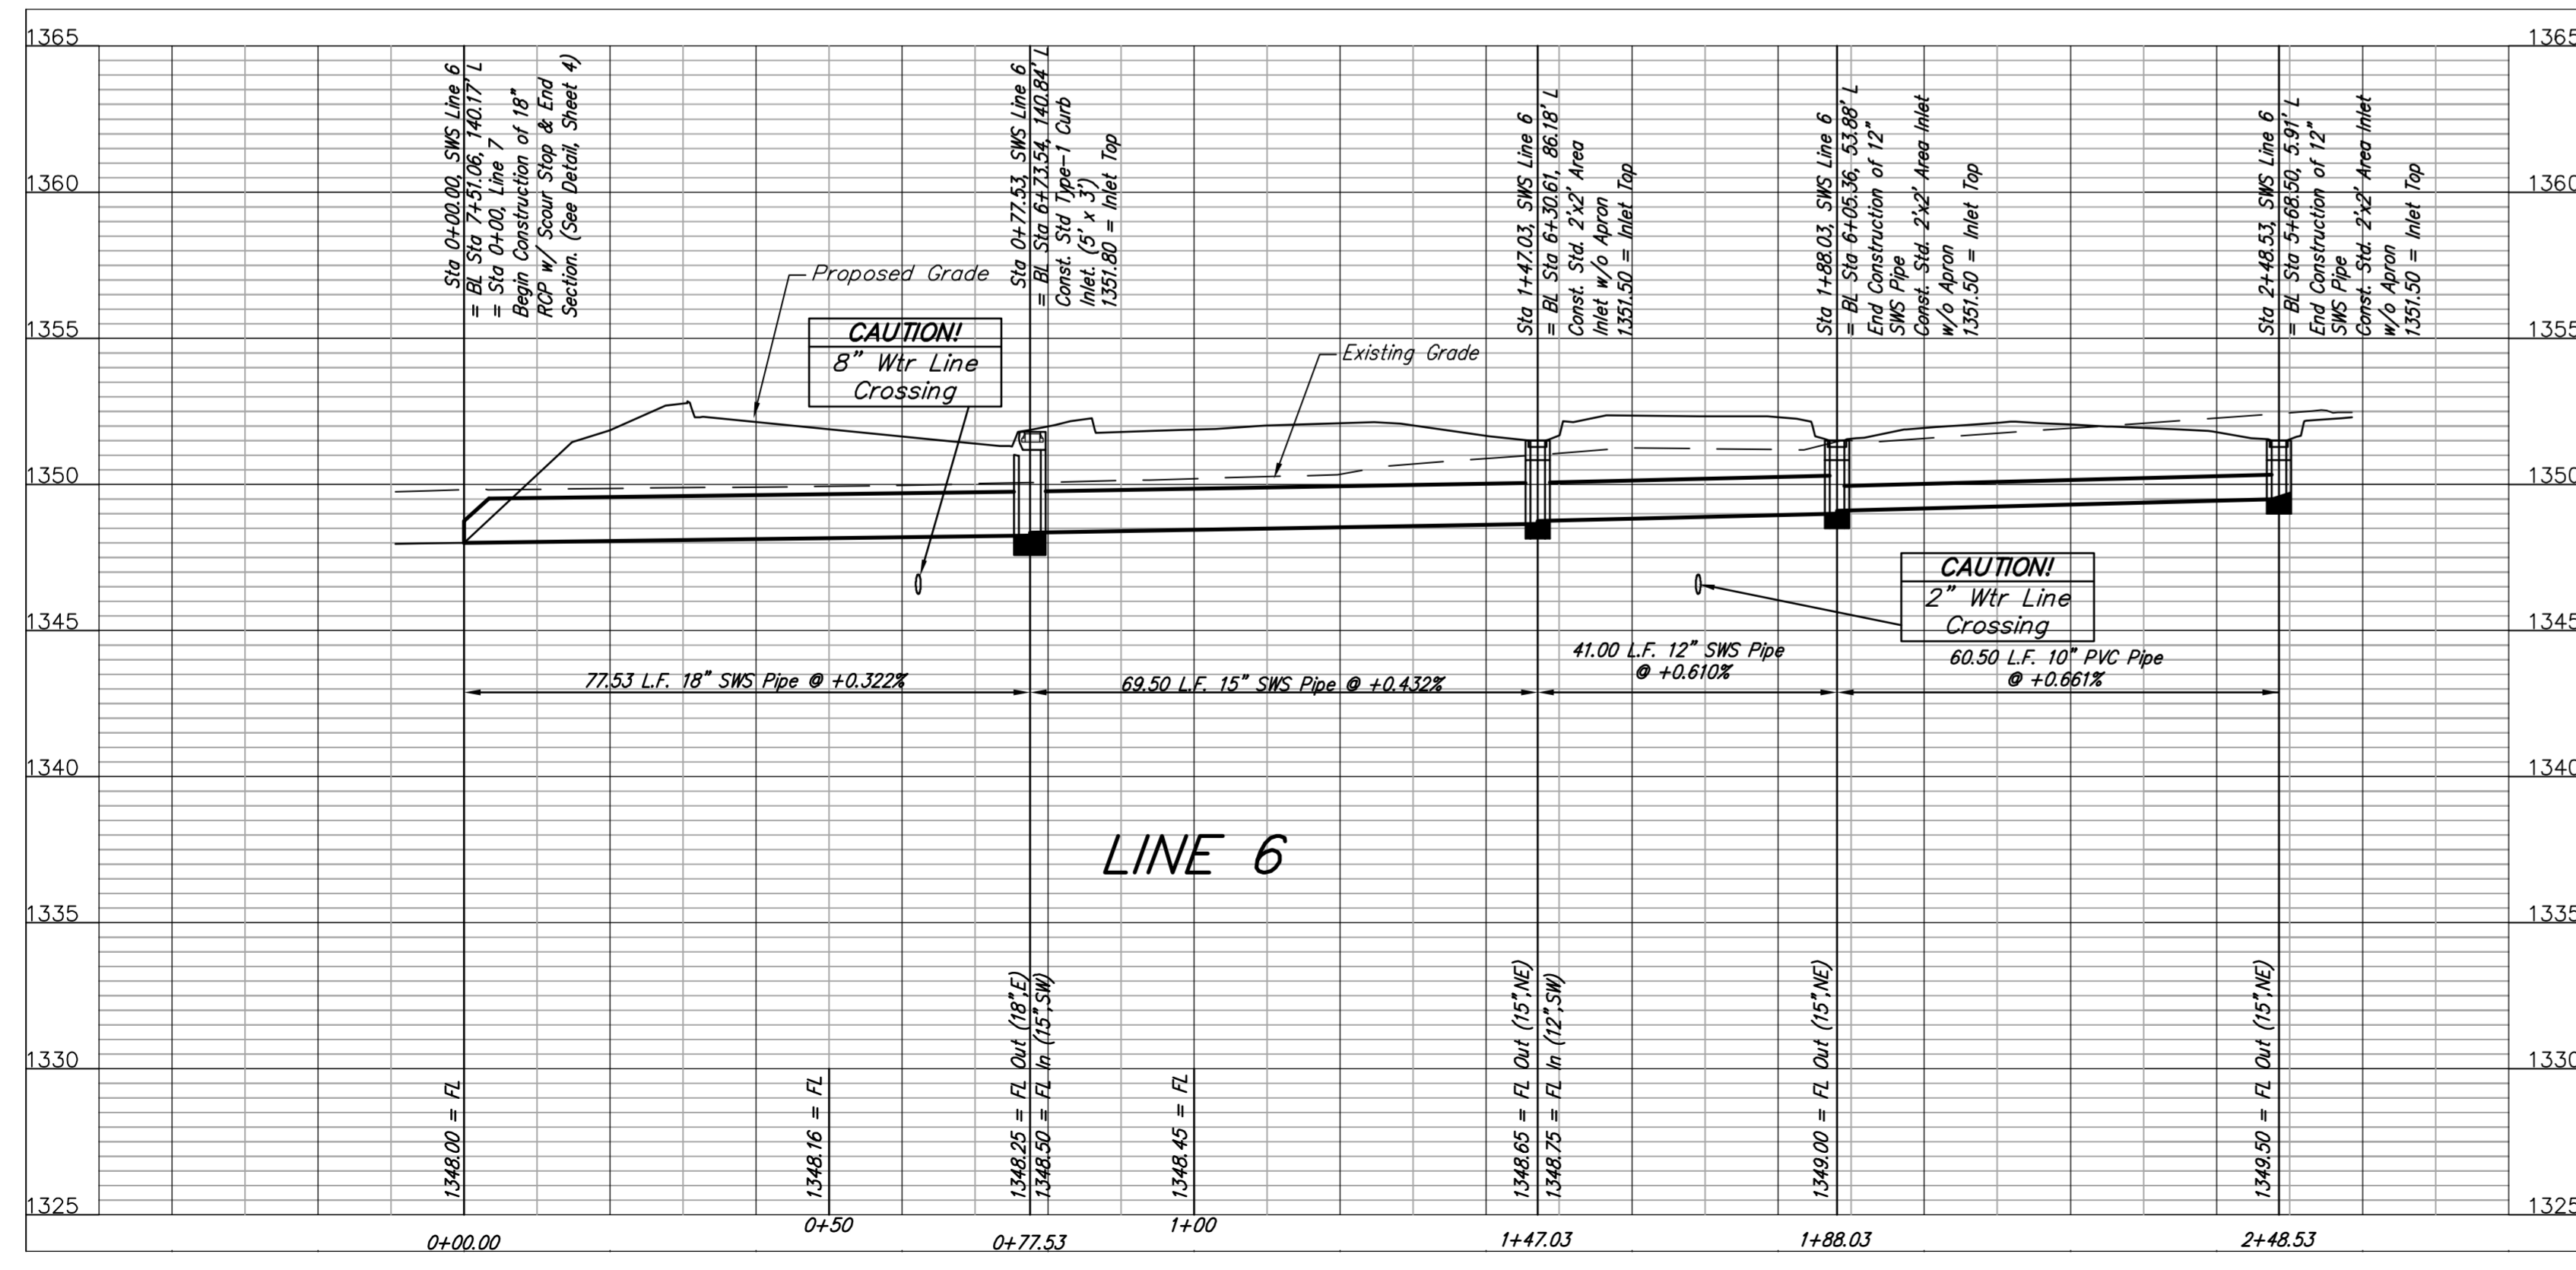 1365
1360
1355
1350
1345
1340
1335
1330
1325
Sta 0+00.00, SWS Line 6
= BL Sta 7+51.06, 140.17' L
= Sta 0+00, Line 7
Begin Construction of 18"
RCP w/ Scour Stop & End
Section. (See Detail, Sheet 4)
Proposed Grade
CAUTION!
8" Wtr Line
Crossing
Sta 0+77.53, SWS Line 6
= BL Sta 6+73.54, 140.84' L
Const. Std Type-1 Curb
Inlet. (5' x 3')
1351.80 = Inlet Top
Existing Grade
Sta 1+47.03, SWS Line 6
= BL Sta 6+30.61, 86.18' L
Const. Std. 2'x2' Area
Inlet w/o Apron
1351.50 = Inlet Top
Sta 1+88.03, SWS Line 6
= BL Sta 6+05.36, 53.88' L
End Construction of 12"
SWS Pipe
Const. Std. 2'x2' Area Inlet
w/o Apron
1351.50 = Inlet Top
Sta 2+48.53, SWS Line 6
= BL Sta 5+68.50, 5.91' L
End Construction of 12"
SWS Pipe
Const. Std. 2'x2' Area Inlet
w/o Apron
1351.50 = Inlet Top
CAUTION!
2" Wtr Line
Crossing
77.53 L.F. 18" SWS Pipe @ +0.322%
69.50 L.F. 15" SWS Pipe @ +0.432%
41.00 L.F. 12" SWS Pipe
@ +0.610%
60.50 L.F. 10" PVC Pipe
@ +0.661%
LINE 6
1348.00 = FL
1348.16 = FL
1348.25 = FL Out (18",E)
1348.50 = FL In (15",SW)
1348.45 = FL
1348.65 = FL Out (15",NE)
1348.75 = FL In (12",SW)
1349.00 = FL Out (15",NE)
1349.50 = FL Out (15",NE)
0+00.00
0+50
0+77.53
1+00
1+47.03
1+88.03
2+48.53
1365
1360
1355
1350
1345
1340
1335
1330
1325